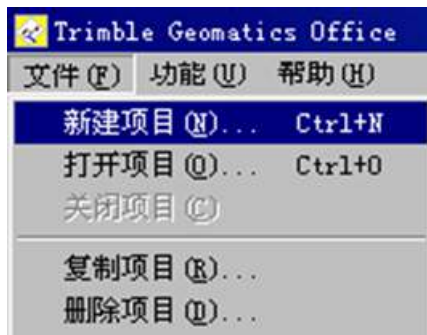 Trimble Geomatics Office
文件(F) 功能(U) 帮助(H)
新建项目(N)... Ctrl+N
打开项目(O)... Ctrl+O
关闭项目(C)
复制项目(R)...
删除项目(D)...